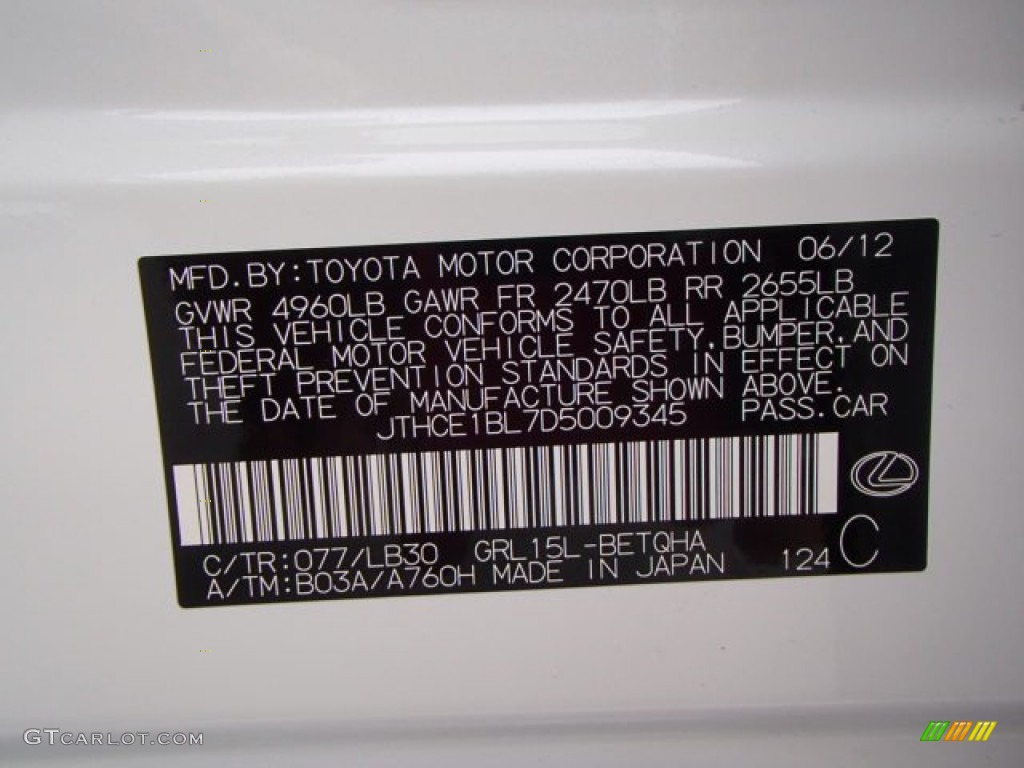 MFD. BY: TOYOTA MOTOR CORPORATION 06/12
GVWR 4960LB GAWR FR 2470LB RR 2655LB
THIS VEHICLE CONFORMS TO ALL APPLICABLE
FEDERAL MOTOR VEHICLE SAFETY, BUMPER, AND
THEFT PREVENTION STANDARDS IN EFFECT ON
THE DATE OF MANUFACTURE SHOWN ABOVE.
JTHCE1BL7D5009345 PASS. CAR
C/TR: 077/LB30 GRL15L-BETQHA
A/TM: B03A/A760H MADE IN JAPAN 124 C
GTCARLOT.COM